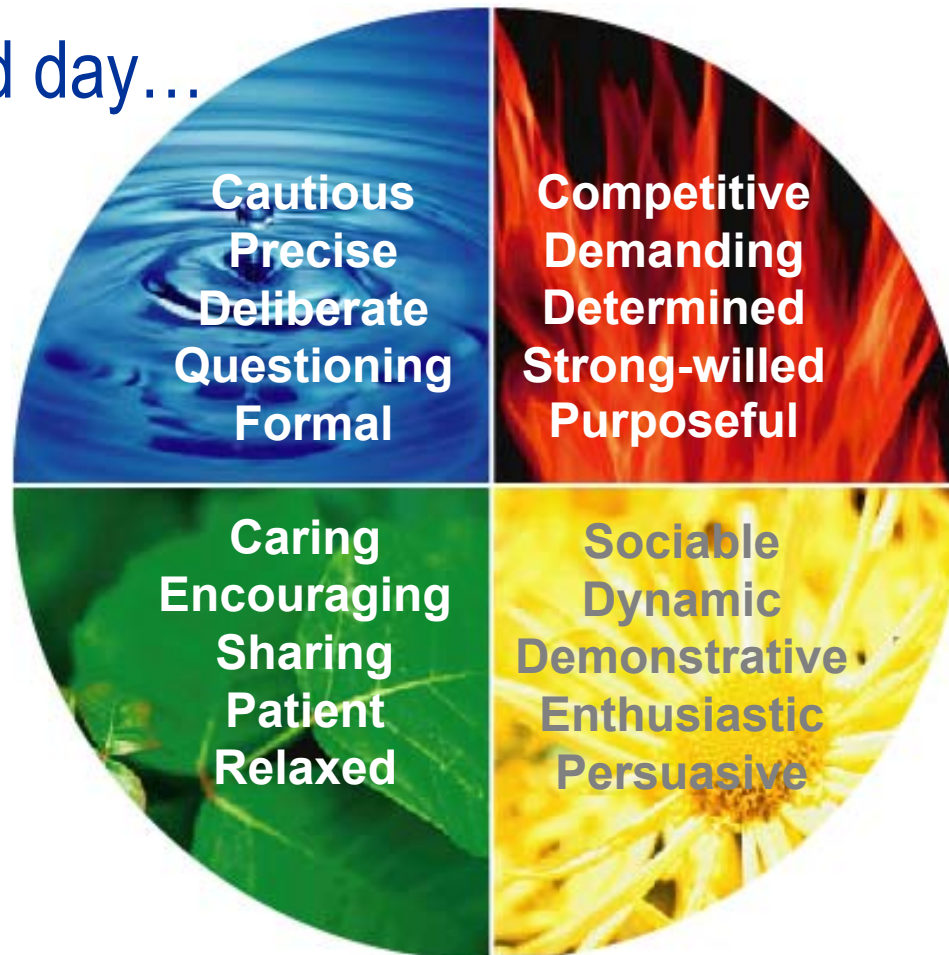 d day…
Cautious
Precise
Deliberate
Questioning
Formal
Competitive
Demanding
Determined
Strong-willed
Purposeful
Caring
Encouraging
Sharing
Patient
Relaxed
Sociable
Dynamic
Demonstrative
Enthusiastic
Persuasive